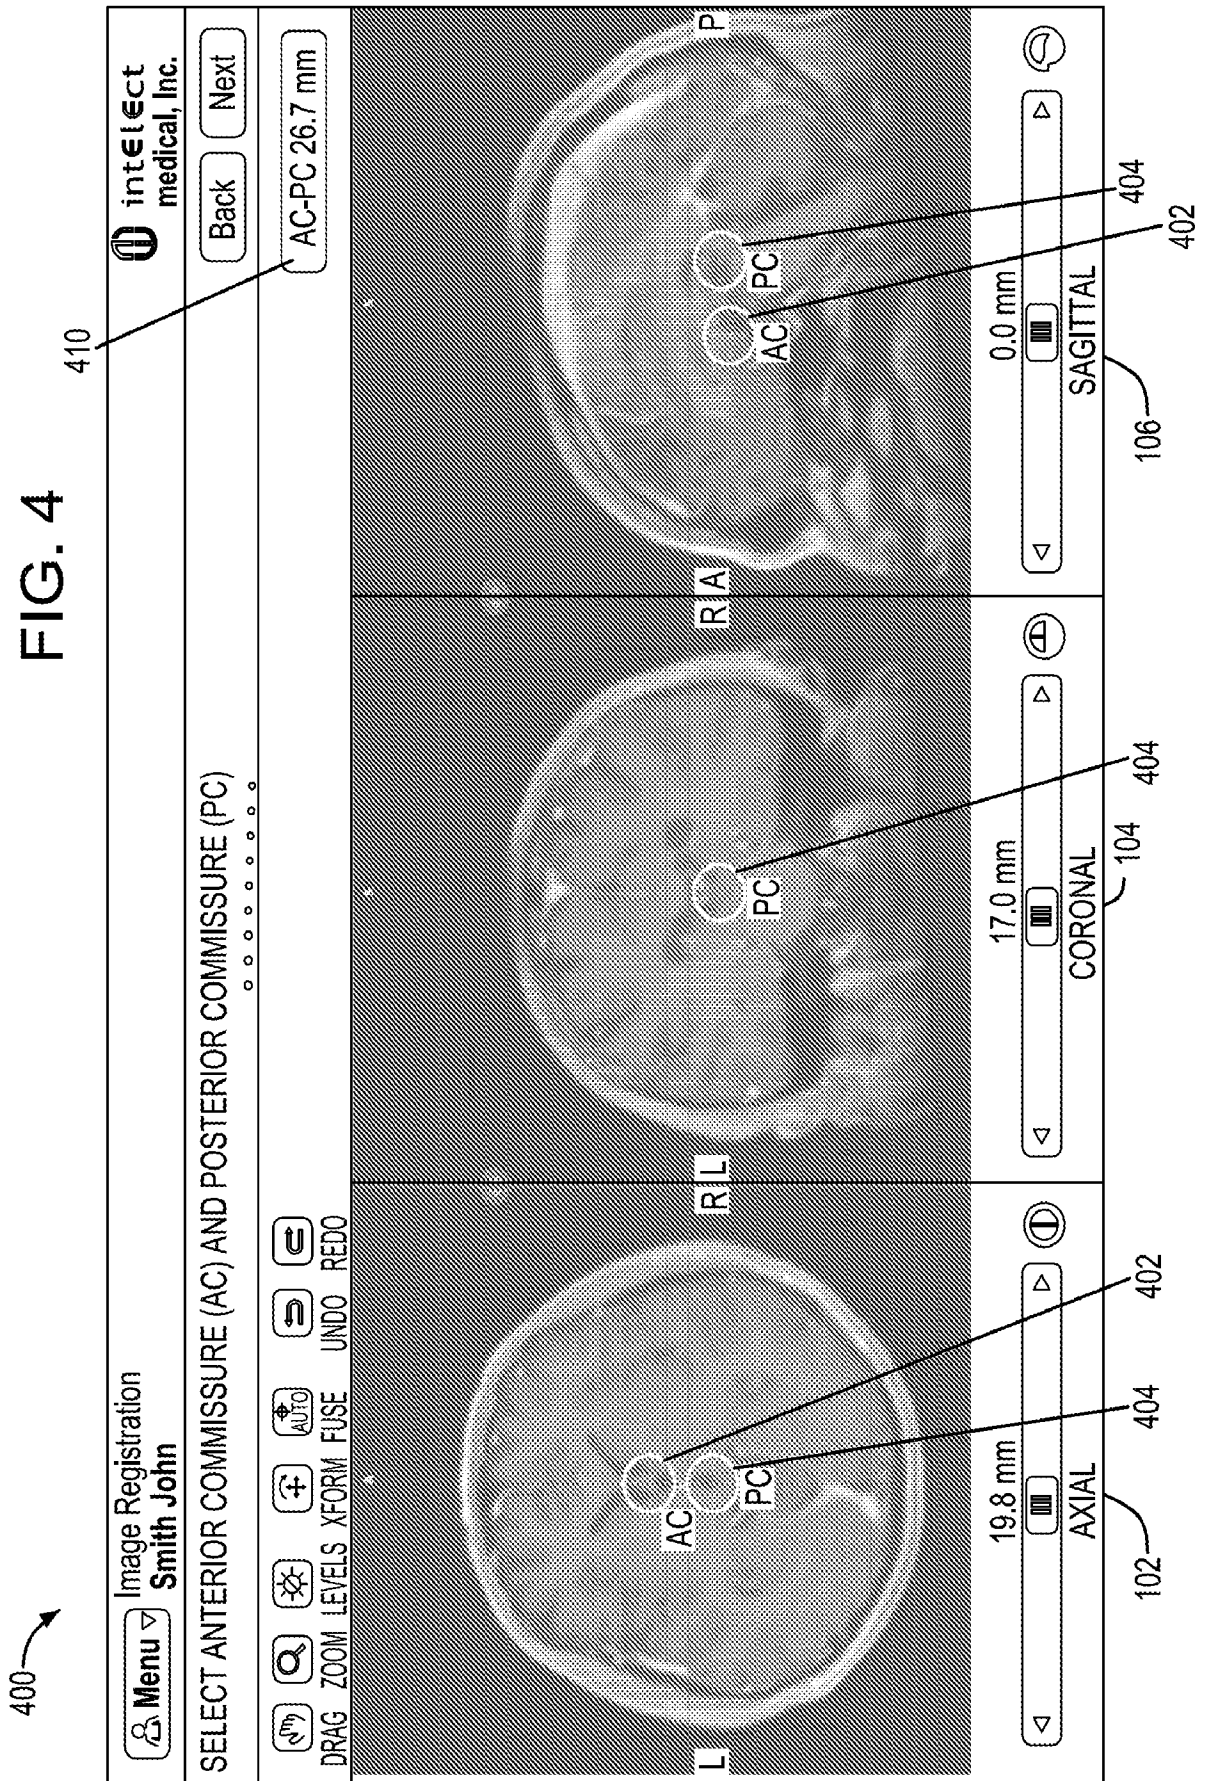 FIG. 4
400
410
Menu
Image Registration
Smith John
intelect
medical, Inc.
SELECT ANTERIOR COMMISSURE (AC) AND POSTERIOR COMMISSURE (PC)
Back
Next
AUTO
DRAG ZOOM LEVELS XFORM FUSE UNDO REDO
AC-PC 26.7 mm
L
R
AC
PC
L
R
PC
A
P
AC
PC
19.8 mm
AXIAL
17.0 mm
CORONAL
0.0 mm
SAGITTAL
102
404
402
104
404
106
402
404